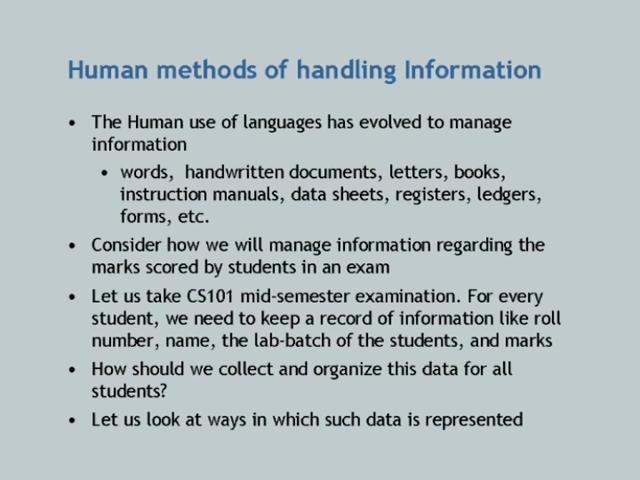 Human methods of handling Information
• The Human use of languages has evolved to manage
information
• words, handwritten documents, letters, books,
instruction manuals, data sheets, registers, ledgers,
forms, etc.
• Consider how we will manage information regarding the
marks scored by students in an exam
• Let us take CS101 mid-semester examination. For every
student, we need to keep a record of information like roll
number, name, the lab-batch of the students, and marks
• How should we collect and organize this data for all
students?
• Let us look at ways in which such data is represented